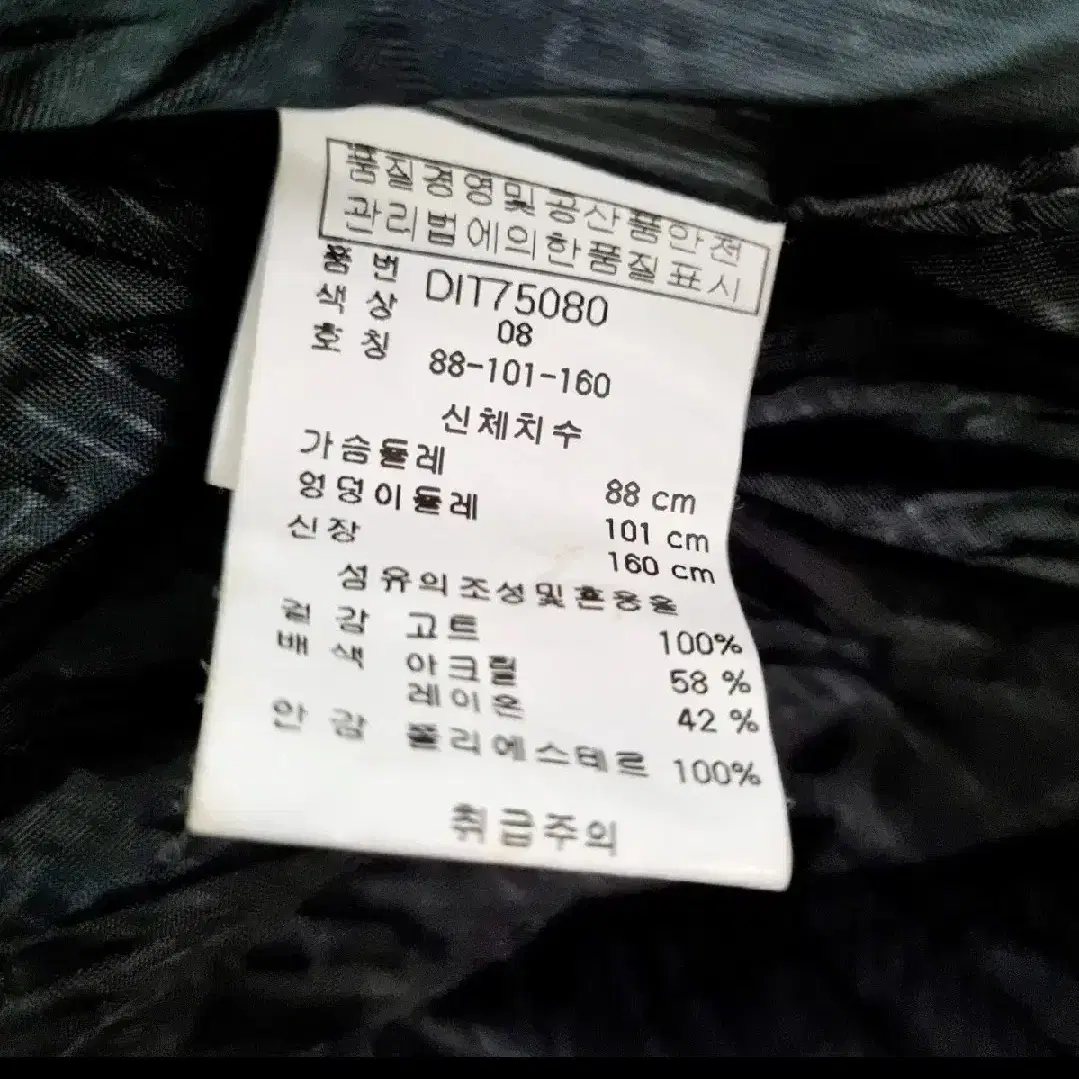 품질경영및공산품안전
관리법에의한품질표시
품 번 DIT75080
색 상 08
호 칭 88-101-160
신체치수
가슴둘레 88 cm
엉덩이둘레 101 cm
신장 160 cm
섬유의조성및혼용율
겉 감 고트 100%
배 색 아크릴 58 %
레이온 42 %
안 감 폴리에스테르 100%
취급주의